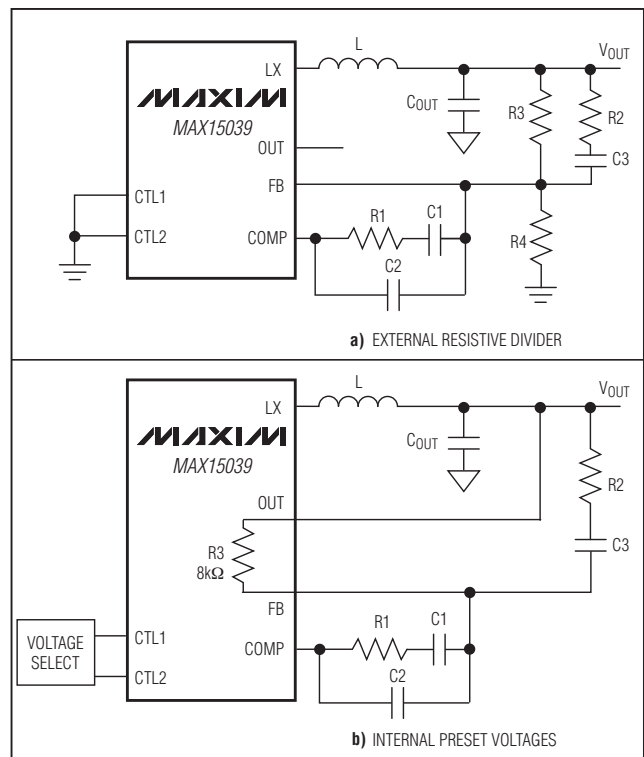 L
VOUT
LX
MAXIM
MAX15039
COUT
R3
R2
C3
OUT
FB
CTL1
CTL2
COMP
R1
C1
C2
R4
a) EXTERNAL RESISTIVE DIVIDER
L
VOUT
LX
MAXIM
MAX15039
COUT
R2
OUT
R3
8kΩ
C3
FB
VOLTAGE
SELECT
CTL1
CTL2
COMP
R1
C1
C2
b) INTERNAL PRESET VOLTAGES